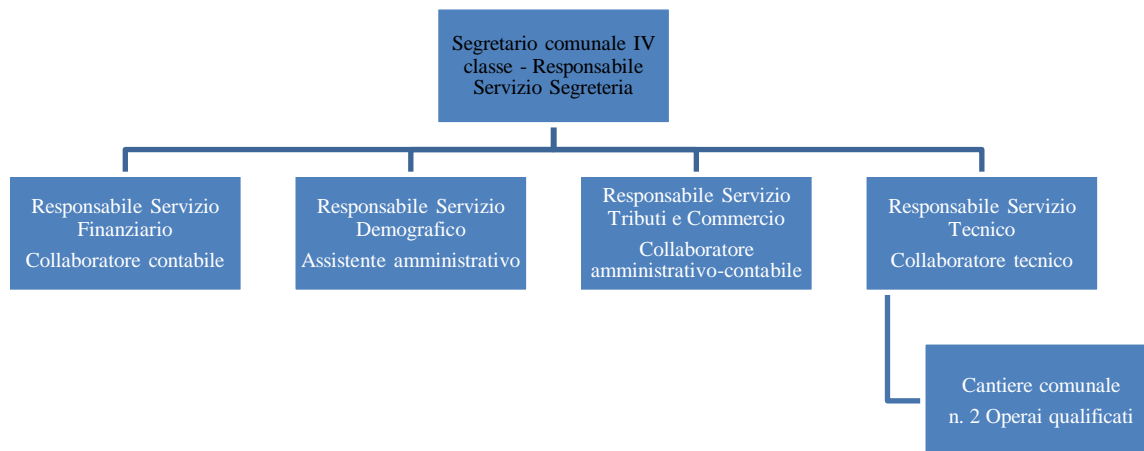 Segretario comunale IV
classe - Responsabile
Servizio Segreteria
Responsabile Servizio
Finanziario
Collaboratore contabile
Responsabile Servizio
Demografico
Assistente amministrativo
Responsabile Servizio
Tributi e Commercio
Collaboratore
amministrativo-contabile
Responsabile Servizio
Tecnico
Collaboratore tecnico
Cantiere comunale
n. 2 Operai qualificati